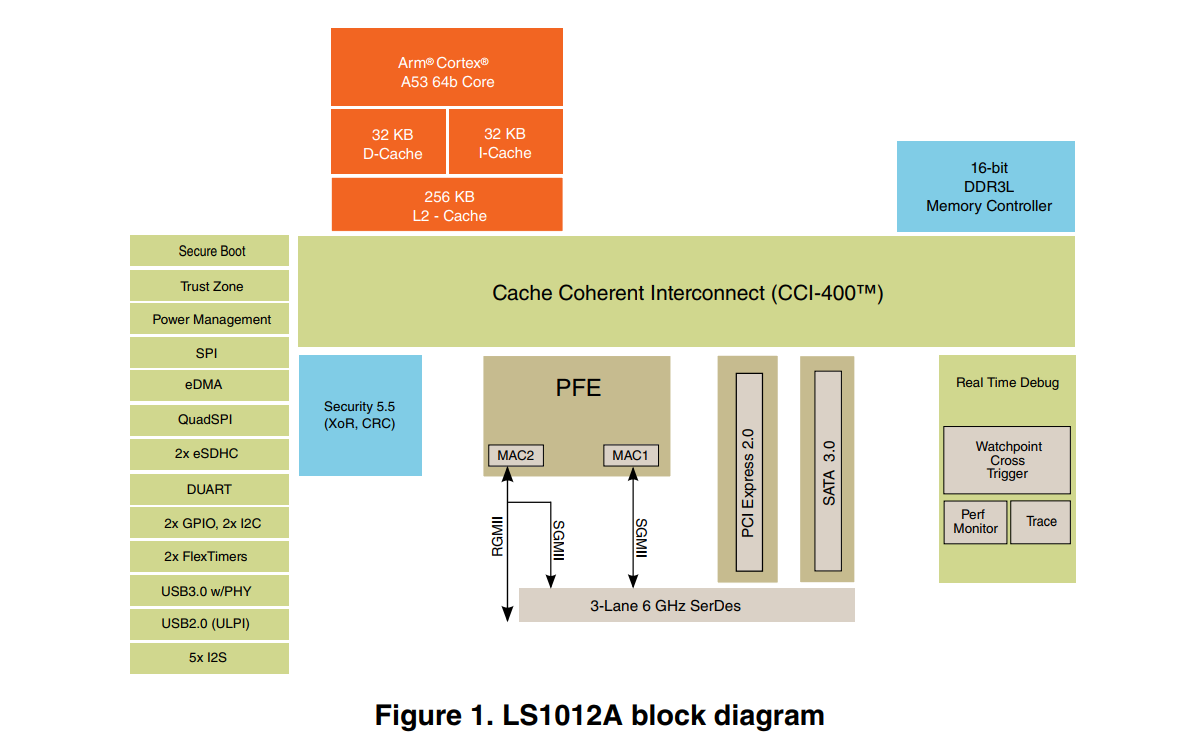 Arm® Cortex®
A53 64b Core
32 KB
D-Cache
32 KB
I-Cache
256 KB
L2 - Cache
16-bit
DDR3L
Memory Controller
Secure Boot
Trust Zone
Power Management
SPI
eDMA
QuadSPI
2x eSDHC
DUART
2x GPIO, 2x I2C
2x FlexTimers
USB3.0 w/PHY
USB2.0 (ULPI)
5x I2S
Cache Coherent Interconnect (CCI-400™)
Security 5.5
(XoR, CRC)
PFE
MAC2
MAC1
RGMII
SGMII
SGMII
PCI Express 2.0
SATA 3.0
3-Lane 6 GHz SerDes
Real Time Debug
Watchpoint
Cross
Trigger
Perf
Monitor
Trace
Figure 1. LS1012A block diagram